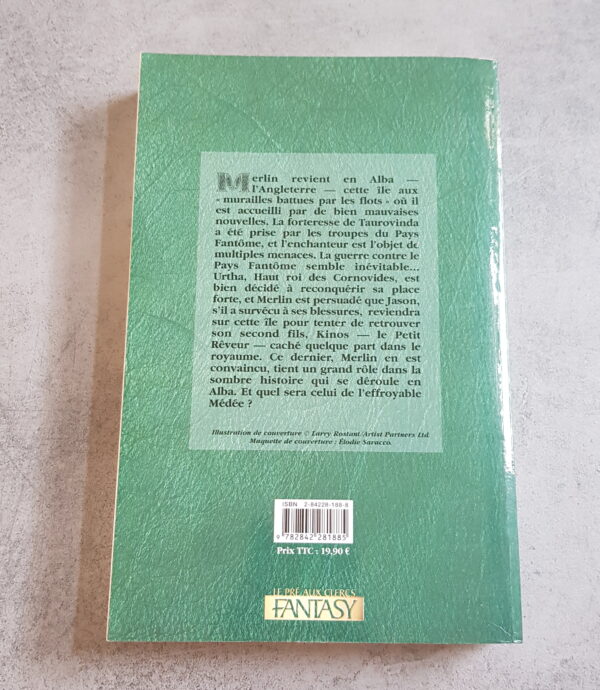 Merlin revient en Alba —
l'Angleterre — cette île aux
« murailles battues par les flots » où il
est accueilli par de bien mauvaises
nouvelles. La forteresse de Taurovinda
a été prise par les troupes du Pays
Fantôme, et l'enchanteur est l'objet de
multiples menaces. La guerre contre le
Pays Fantôme semble inévitable...
Urtha, Haut roi des Cornovides, est
bien décidé à reconquérir sa place
forte, et Merlin est persuadé que Jason,
s'il a survécu à ses blessures, reviendra
sur cette île pour tenter de retrouver
son second fils, Kinos — le Petit
Rêveur — caché quelque part dans le
royaume. Ce dernier, Merlin en est
convaincu, tient un grand rôle dans la
sombre histoire qui se déroule en
Alba. Et quel sera celui de l'effroyable
Médée ?
Illustration de couverture © Larry Rostant/Artist Partners Ltd
Maquette de couverture : Élodie Saracco.
ISBN 2-84228-188-8
9 782842 281885
Prix TTC : 19,90 €
LE PRÉ AUX CLERCS
FANTASY